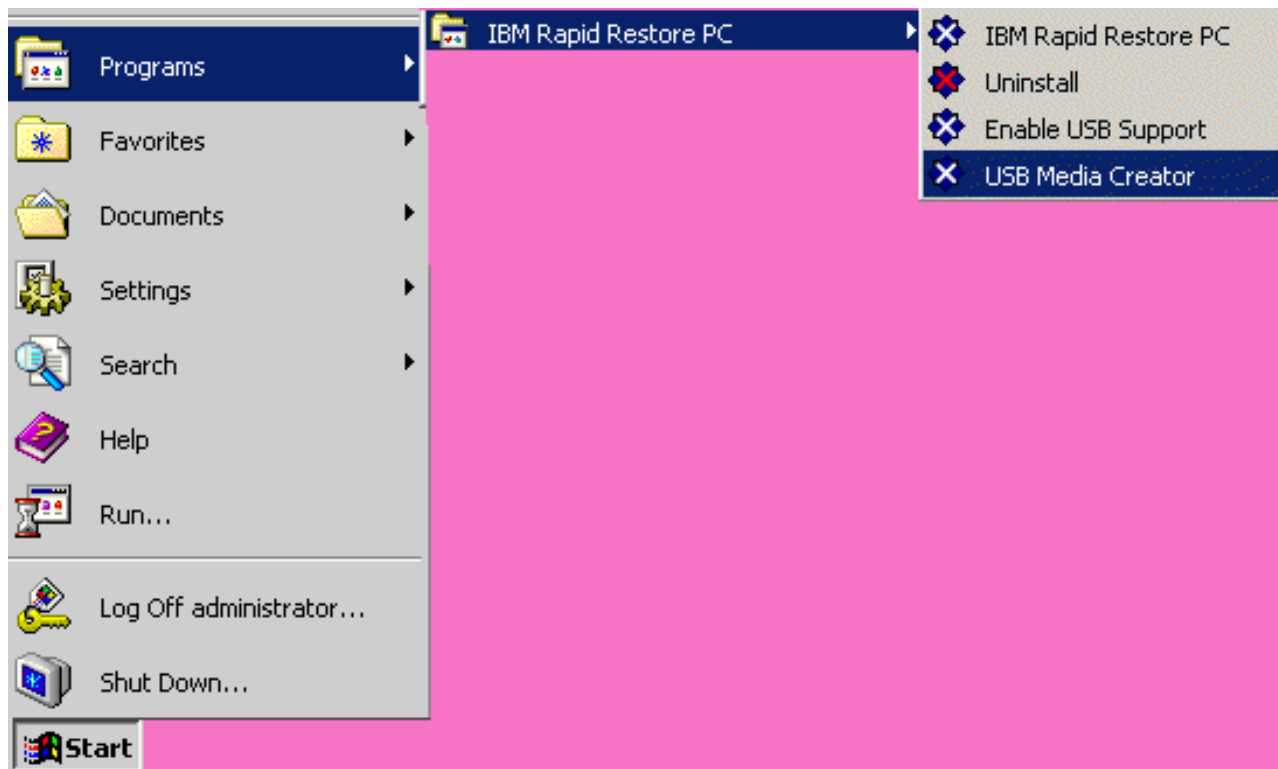 Programs
Favorites
Documents
Settings
Search
Help
Run...
Log Off administrator...
Shut Down...
Start
IBM Rapid Restore PC
IBM Rapid Restore PC
Uninstall
Enable USB Support
USB Media Creator